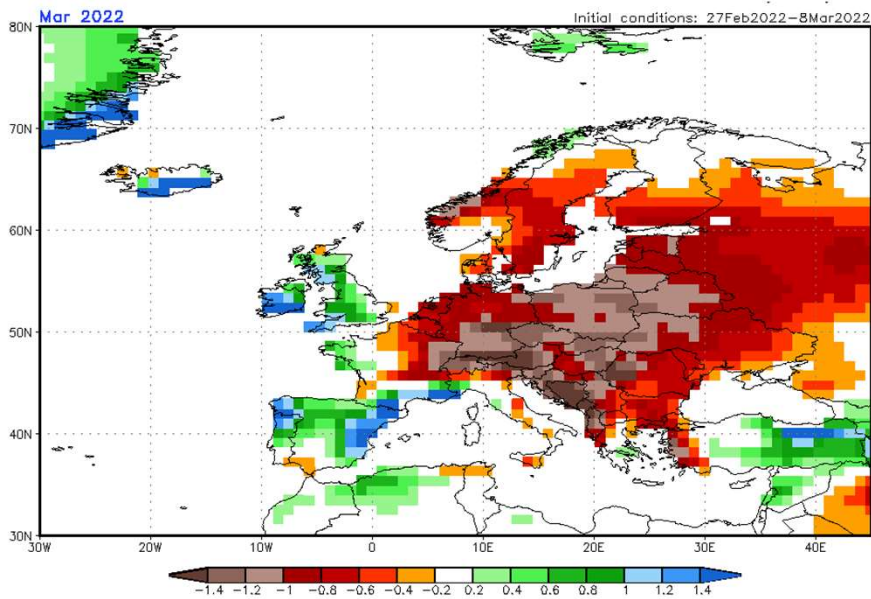 Mar 2022
Initial conditions: 27Feb2022-8Mar2022
80N
70N
60N
50N
40N
30N
30W 20W 10W 0 10E 20E 30E 40E
-1.4 -1.2 -1 -0.8 -0.6 -0.4 -0.2 0.2 0.4 0.6 0.8 1 1.2 1.4